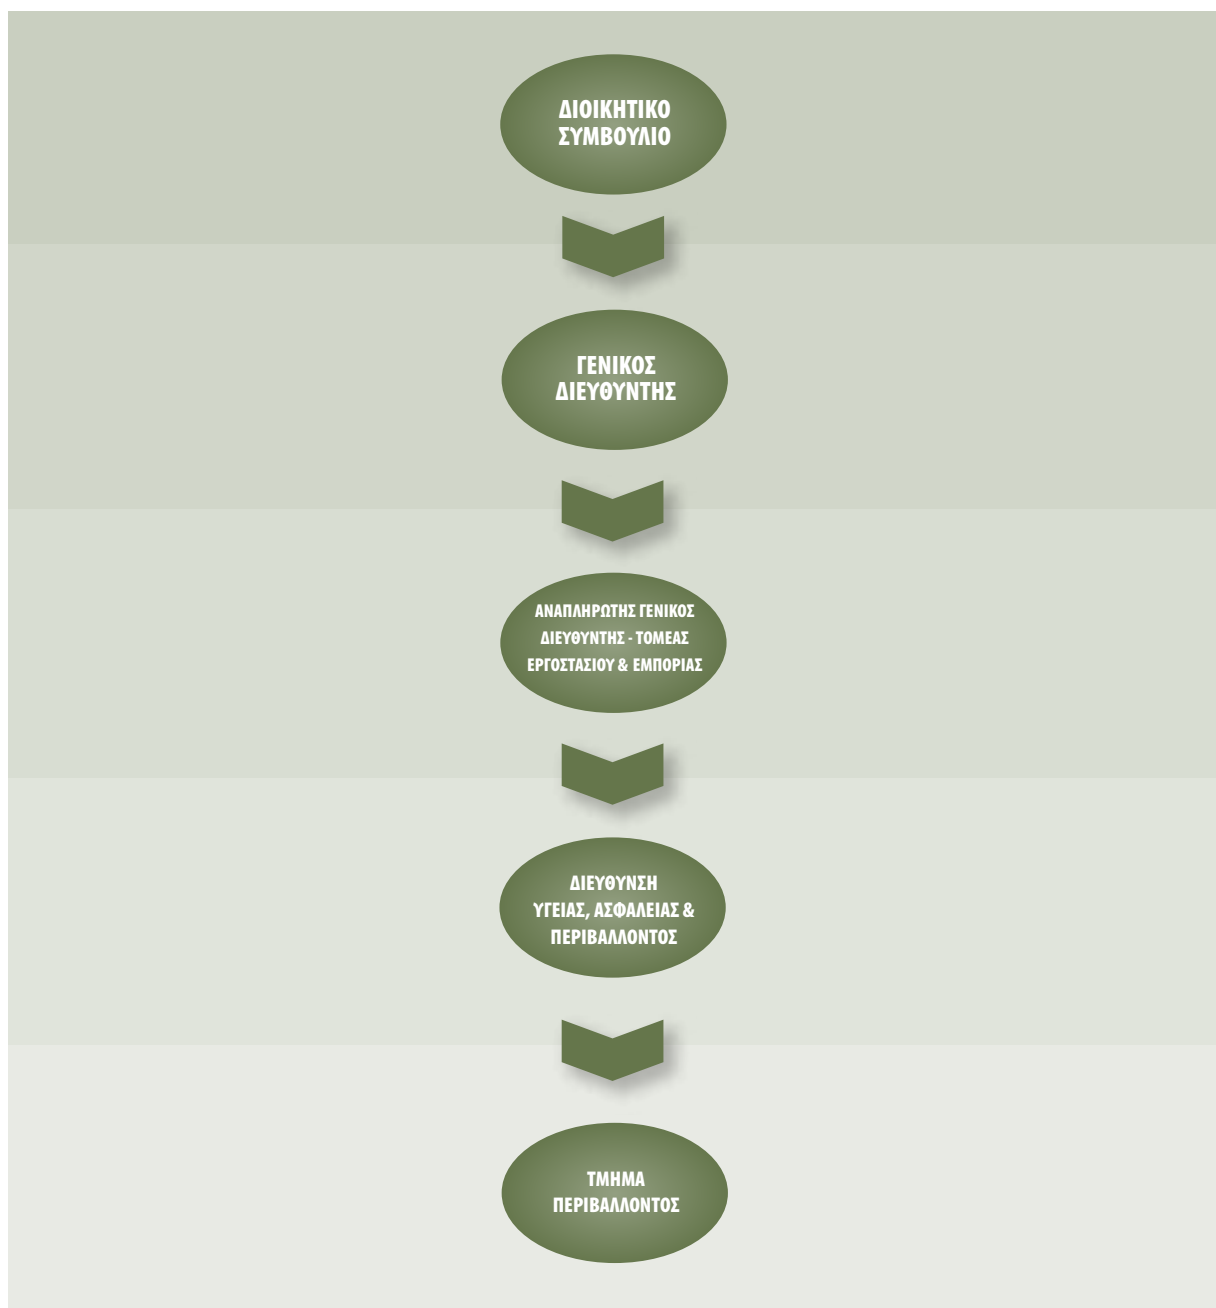 ΔΙΟΙΚΗΤΙΚΟ
ΣΥΜΒΟΥΛΙΟ
ΓΕΝΙΚΟΣ
ΔΙΕΥΘΥΝΤΗΣ
ΑΝΑΠΛΗΡΩΤΗΣ ΓΕΝΙΚΟΣ
ΔΙΕΥΘΥΝΤΗΣ - ΤΟΜΕΑΣ
ΕΡΓΟΣΤΑΣΙΟΥ & ΕΜΠΟΡΙΑΣ
ΔΙΕΥΘΥΝΣΗ
ΥΓΕΙΑΣ, ΑΣΦΑΛΕΙΑΣ &
ΠΕΡΙΒΑΛΛΟΝΤΟΣ
ΤΜΗΜΑ
ΠΕΡΙΒΑΛΛΟΝΤΟΣ